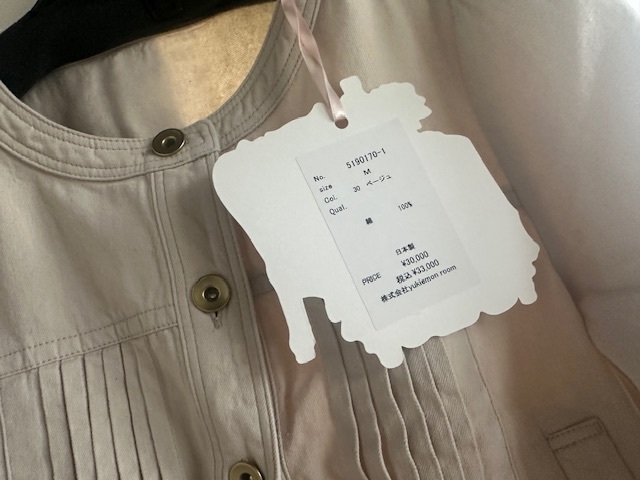 No. 5190170-1
size M
Col. 30 ベージュ
Qual.
綿 100%
日本製
¥30,000
PRICE 税込¥33,000
株式会社yukiemon room